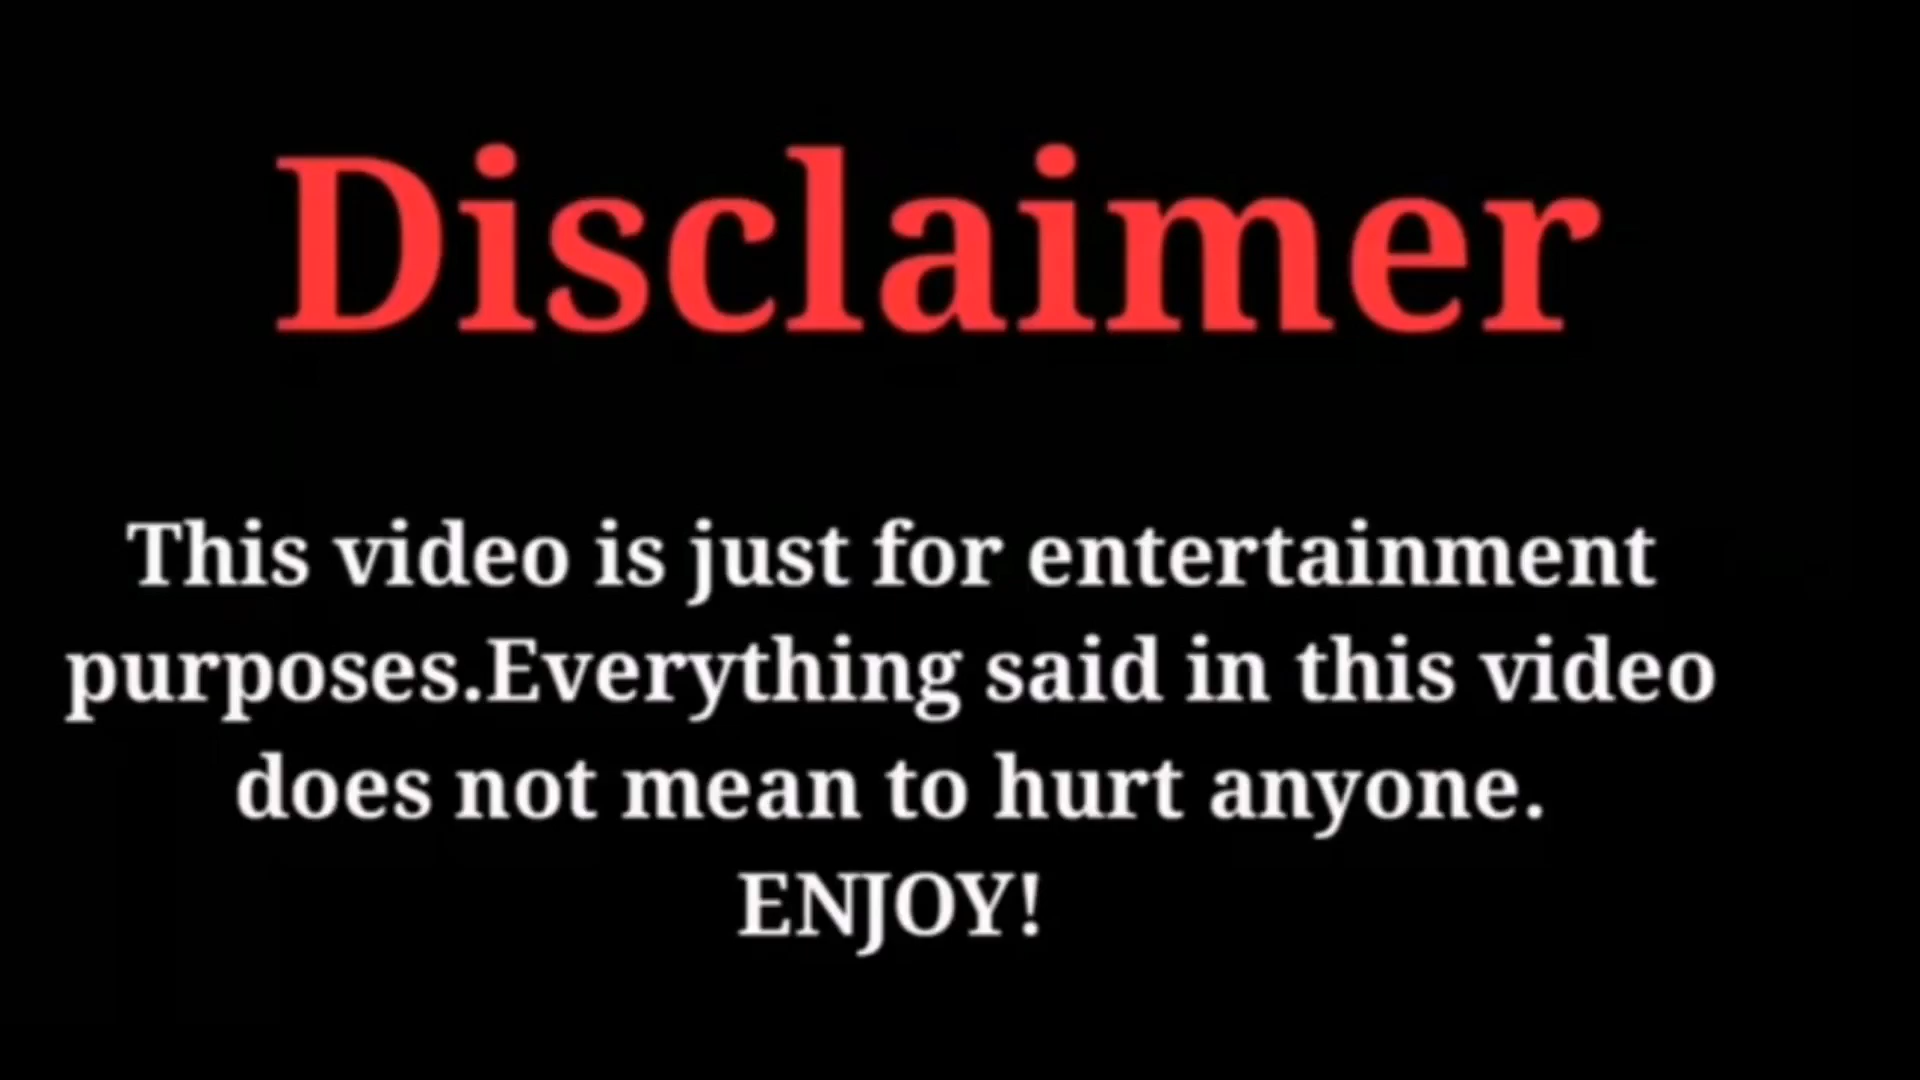 Disclaimer
This video is just for entertainment
purposes.Everything said in this video
does not mean to hurt anyone.
ENJOY!